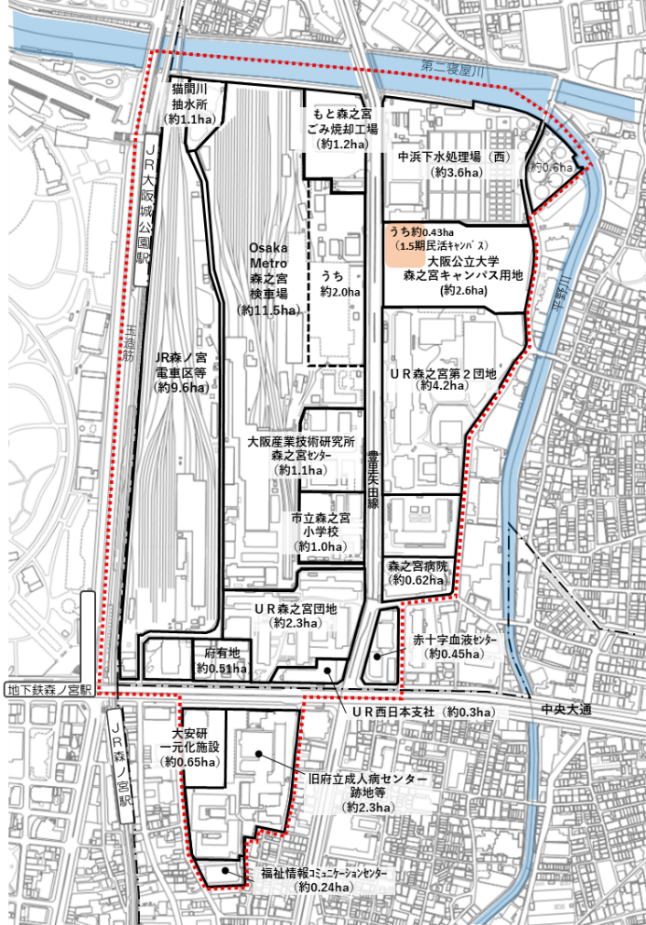 第二寝屋川
猫間川
抽水所
(約1.1ha)
もと森之宮
ごみ焼却工場
(約1.2ha)
中浜下水処理場（西）
(約3.6ha)
(約0.6ha)
JR大阪城公園駅
うち約0.43ha
（1.5期民活キャンパス）
大阪公立大学
森之宮キャンパス用地
(約2.6ha)
Osaka
Metro
森之宮
検車場
(約11.5ha)
うち
約2.0ha
玉造筋
JR森ノ宮
電車区等
(約9.6ha)
ＵＲ森之宮第２団地
(約4.2ha)
大阪産業技術研究所
森之宮センター
(約1.1ha)
豊里矢田線
市立森之宮
小学校
(約1.0ha)
森之宮病院
(約0.62ha)
ＵＲ森之宮団地
(約2.3ha)
赤十字血液センター
(約0.45ha)
府有地
約0.51ha
地下鉄森ノ宮駅
ＵＲ西日本支社（約0.3ha）
中央大通
JR森ノ宮駅
大安研
一元化施設
(約0.65ha)
旧府立成人病センター
跡地等
(約2.3ha)
福祉情報コミュニケーションセンター
(約0.24ha)